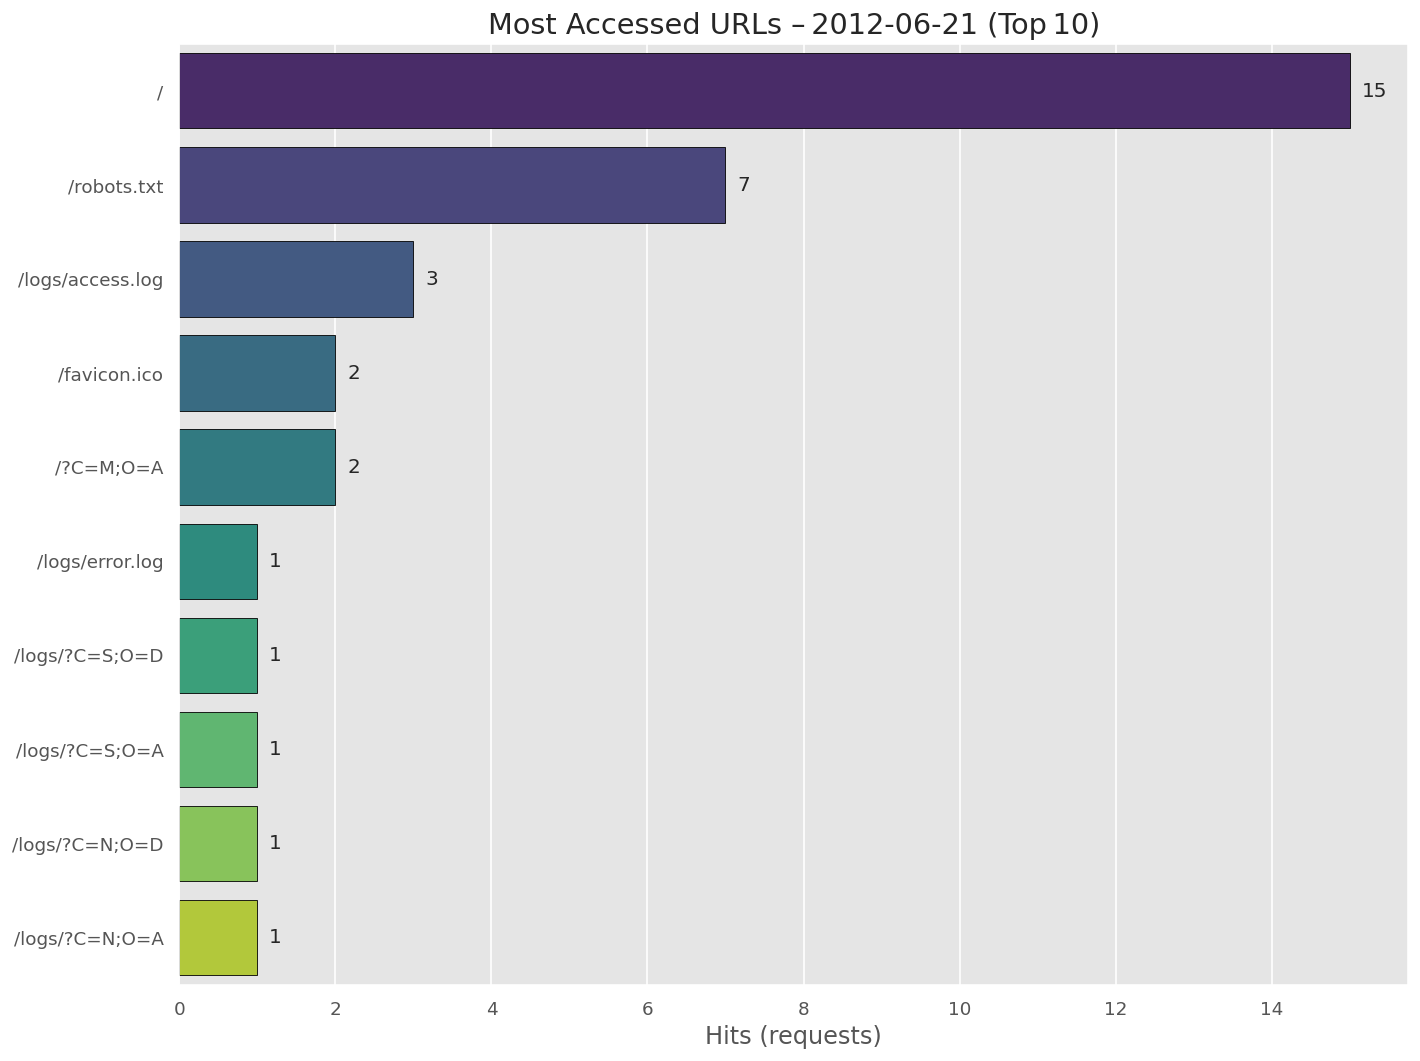 Most Accessed URLs – 2012-06-21 (Top 10)
/ 15
/robots.txt 7
/logs/access.log 3
/favicon.ico 2
/?C=M;O=A 2
/logs/error.log 1
/logs/?C=S;O=D 1
/logs/?C=S;O=A 1
/logs/?C=N;O=D 1
/logs/?C=N;O=A 1
0 2 4 6 8 10 12 14
Hits (requests)